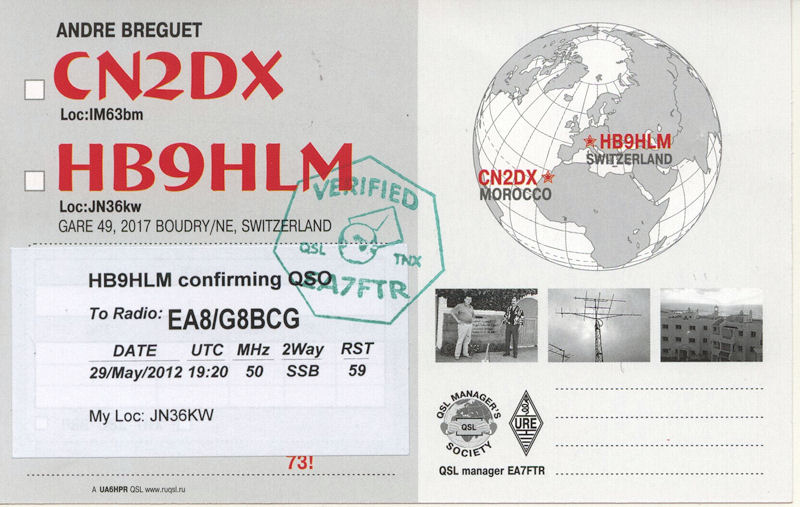 ANDRE BREGUET
CN2DX
Loc:IM63bm
HB9HLM
Loc:JN36kw
GARE 49, 2017 BOUDRY/NE, SWITZERLAND
VERIFIED
QSL TNX
EA7FTR
HB9HLM confirming QSO
To Radio: EA8/G8BCG
DATE UTC MHz 2Way RST
29/May/2012 19:20 50 SSB 59
My Loc: JN36KW
73!
A UA6HPR QSL www.ruqsl.ru
HB9HLM
SWITZERLAND
CN2DX
MOROCCO
QSL MANAGER'S
QSL
SOCIETY
URE
QSL manager EA7FTR